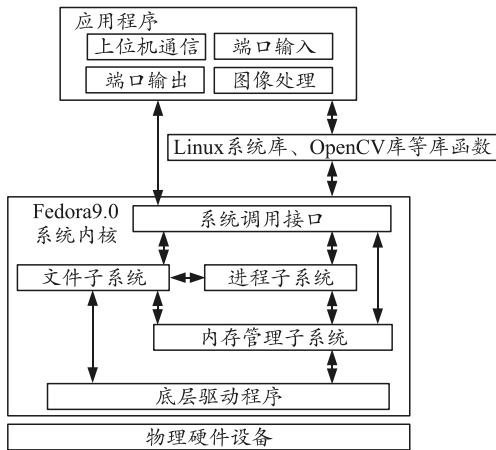 应用程序
上位机通信
端口输入
端口输出
图像处理
Linux系统库、OpenCV库等库函数
Fedora9.0
系统内核
系统调用接口
文件子系统
进程子系统
内存管理子系统
底层驱动程序
物理硬件设备